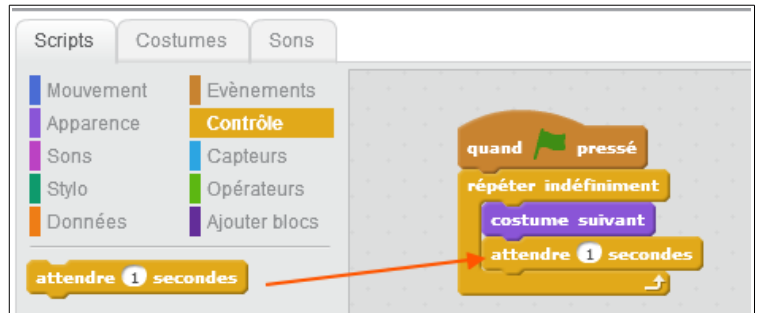 Scripts Costumes Sons
Mouvement Evènements
Apparence Contrôle
Sons Capteurs
Stylo Opérateurs
Données Ajouter blocs
attendre 1 secondes
quand pressé
répéter indéfiniment
costume suivant
attendre 1 secondes